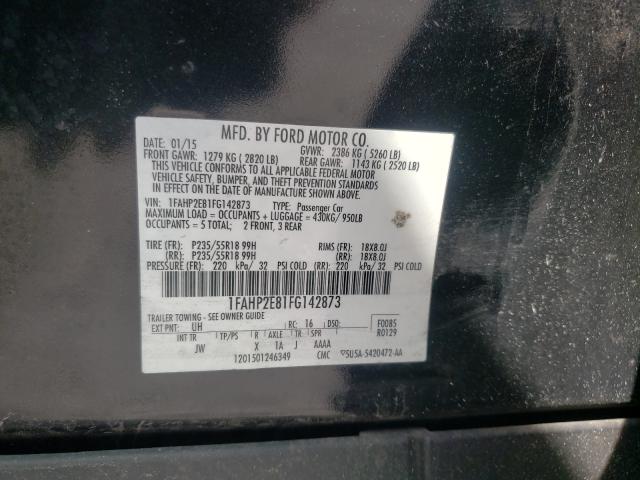 MFD. BY FORD MOTOR CO.
DATE: 01/15 GVWR: 2386 KG ( 5260 LB)
FRONT GAWR: 1279 KG ( 2820 LB) REAR GAWR: 1143 KG ( 2520 LB)
THIS VEHICLE CONFORMS TO ALL APPLICABLE FEDERAL MOTOR
VEHICLE SAFETY, BUMPER, AND THEFT PREVENTION STANDARDS
IN EFFECT ON THE DATE OF MANUFACTURE SHOWN ABOVE.
VIN: 1FAHP2E81FG142873 TYPE: Passenger Car
MAXIMUM LOAD = OCCUPANTS + LUGGAGE = 430KG/ 950LB
OCCUPANTS = 5 TOTAL; 2 FRONT, 3 REAR
TIRE (FR): P235/55R18 99H RIMS (FR): 18X8.0J
(RR): P235/55R18 99H (RR): 18X8.0J
PRESSURE (FR): 220 kPa/ 32 PSI COLD (RR): 220 kPa/ 32 PSI COLD
1FAHP2E81FG142873
TRAILER TOWING - SEE OWNER GUIDE
EXT PNT: UH RC: 16 DSO: F0085
INT TR TP/PS R AXLE TR SPR R0129
JW X 1A J AAAA
1201501246349 CMC 5U5A-5420472-AA